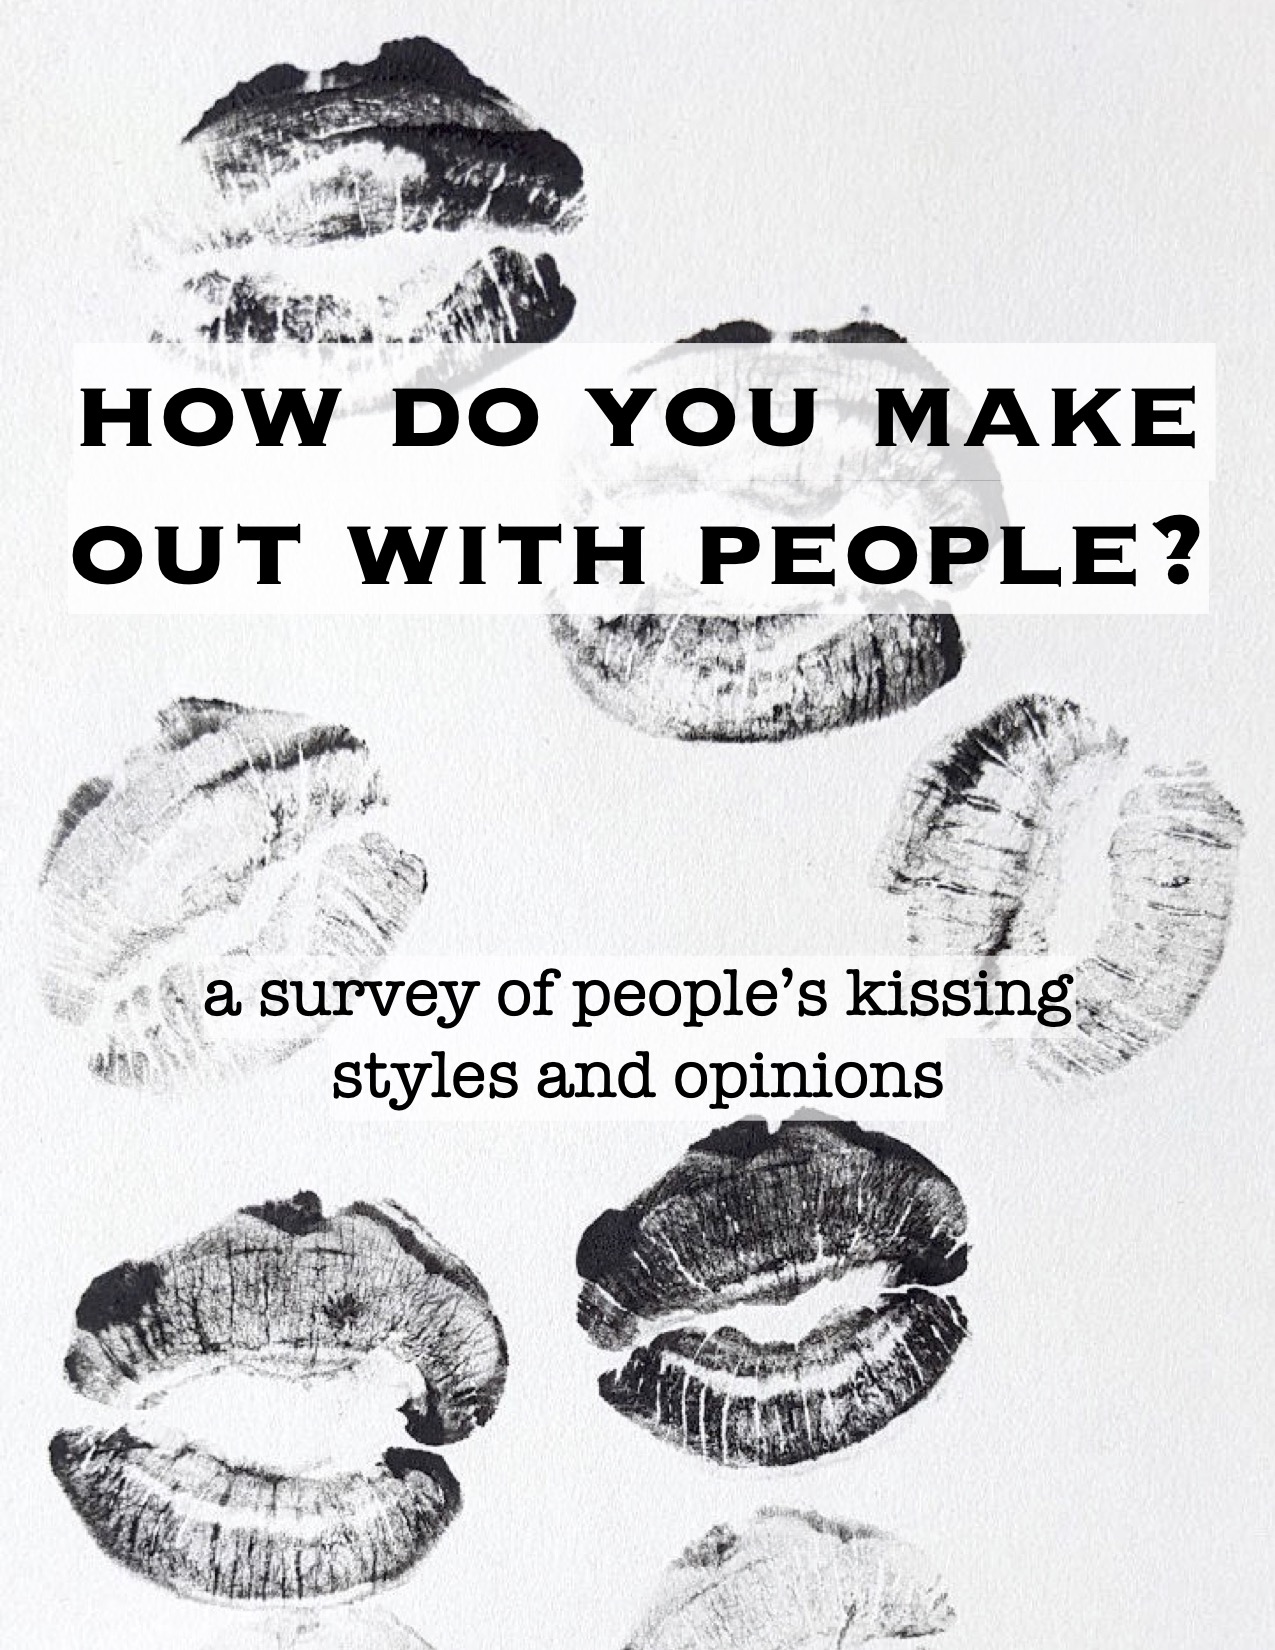 HOW DO YOU MAKE
OUT WITH PEOPLE?
a survey of people’s kissing
styles and opinions